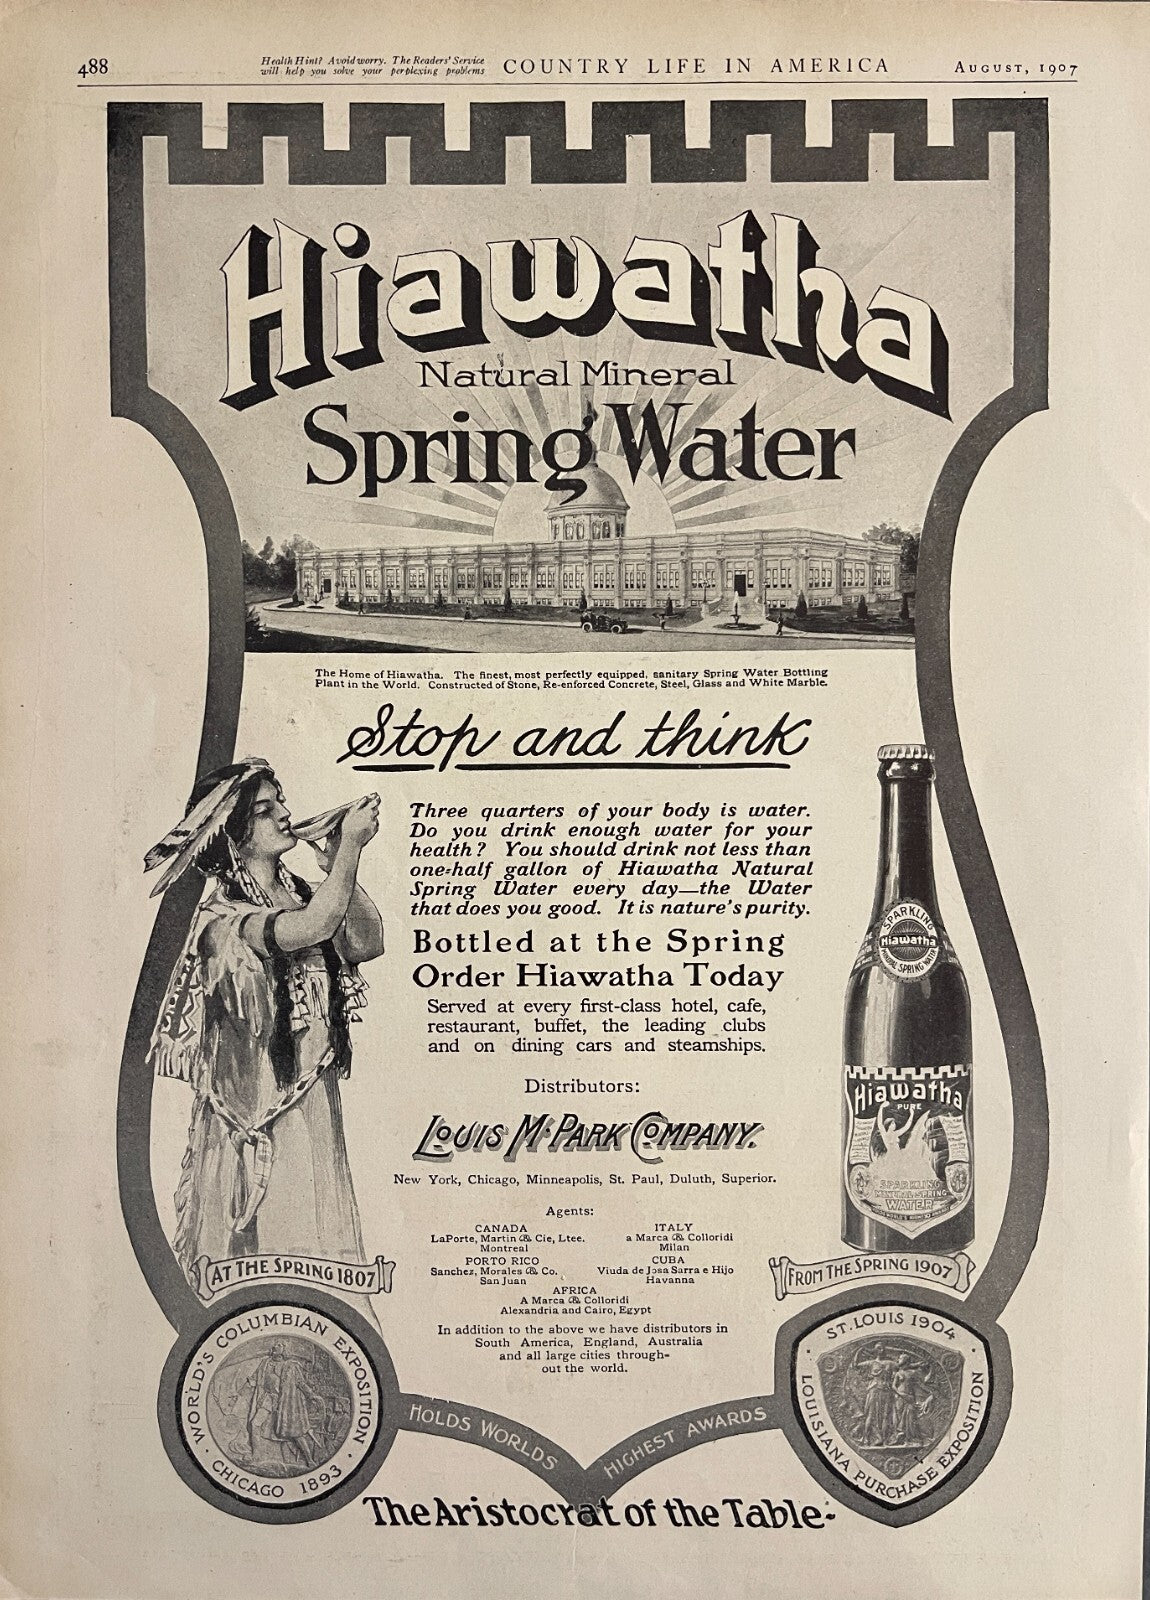 488
Health Hint? Avoid worry. The Readers' Service
will help you solve your perplexing problems
COUNTRY LIFE IN AMERICA
AUGUST, 1907
Hiawatha
Natural Mineral
Spring Water
The Home of Hiawatha. The finest, most perfectly equipped, sanitary Spring Water Bottling
Plant in the World. Constructed of Stone, Re-enforced Concrete, Steel, Glass and White Marble.
Stop and think
Three quarters of your body is water.
Do you drink enough water for your
health? You should drink not less than
one-half gallon of Hiawatha Natural
Spring Water every day—the Water
that does you good. It is nature's purity.
Bottled at the Spring
Order Hiawatha Today
Served at every first-class hotel, cafe,
restaurant, buffet, the leading clubs
and on dining cars and steamships.
Distributors:
LOUIS M. PARK COMPANY.
New York, Chicago, Minneapolis, St. Paul, Duluth, Superior.
Agents:
CANADA
LaPorte, Martin & Cie, Ltee.
Montreal
ITALY
a Marca & Colloridi
Milan
PORTO RICO
Sanchez, Morales & Co.
San Juan
CUBA
Viuda de Josa Sarra e Hijo
Havanna
AFRICA
A Marca & Colloridi
Alexandria and Cairo, Egypt
In addition to the above we have distributors in
South America, England, Australia
and all large cities through-
out the world.
SPARKLING
Hiawatha
MINERAL SPRING WATER
Hiawatha
PURE
SPARKLING
MINERAL SPRING
WATER
AT THE SPRING 1807
FROM THE SPRING 1907
WORLD'S COLUMBIAN EXPOSITION
CHICAGO 1893
ST. LOUIS 1904
LOUISIANA PURCHASE EXPOSITION
HOLDS WORLDS HIGHEST AWARDS
The Aristocrat of the Table